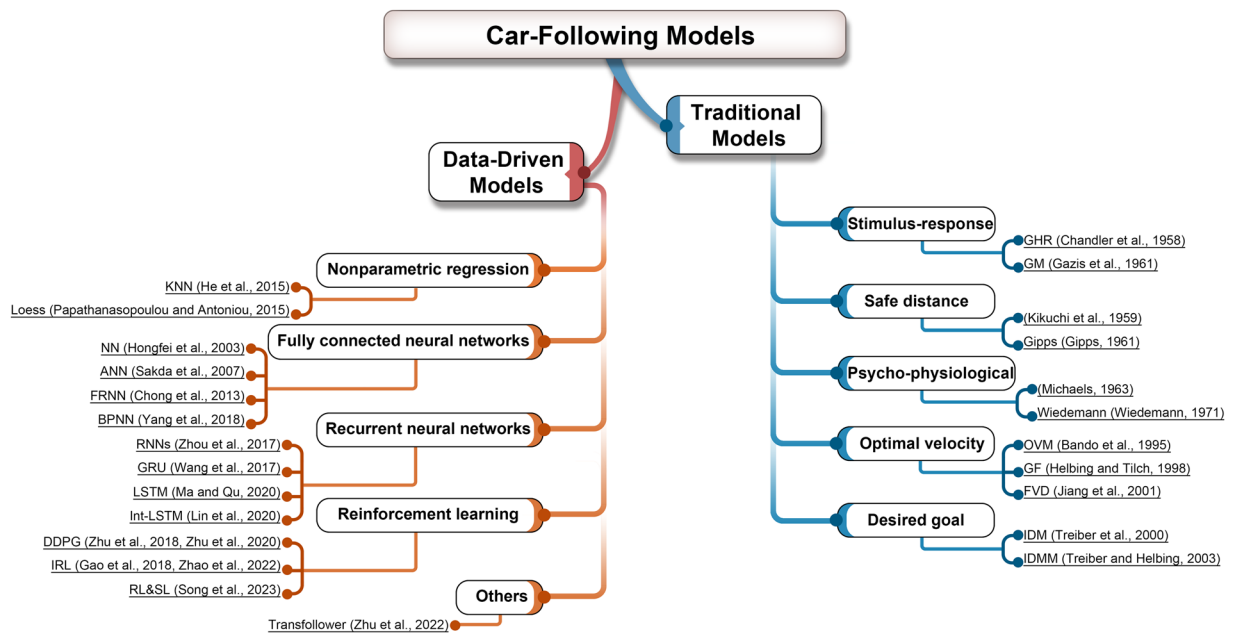 Car-Following Models
Data-Driven
Models
Nonparametric regression
KNN (He et al., 2015)
Loess (Papathanasopoulou and Antoniou, 2015)
Fully connected neural networks
NN (Hongfei et al., 2003)
ANN (Sakda et al., 2007)
FRNN (Chong et al., 2013)
BPNN (Yang et al., 2018)
Recurrent neural networks
RNNs (Zhou et al., 2017)
GRU (Wang et al., 2017)
LSTM (Ma and Qu, 2020)
Int-LSTM (Lin et al., 2020)
Reinforcement learning
DDPG (Zhu et al., 2018, Zhu et al., 2020)
IRL (Gao et al., 2018, Zhao et al., 2022)
RL&SL (Song et al., 2023)
Others
Transfollower (Zhu et al., 2022)
Traditional
Models
Stimulus-response
GHR (Chandler et al., 1958)
GM (Gazis et al., 1961)
Safe distance
(Kikuchi et al., 1959)
Gipps (Gipps, 1961)
Psycho-physiological
(Michaels, 1963)
Wiedemann (Wiedemann, 1971)
Optimal velocity
OVM (Bando et al., 1995)
GF (Helbing and Tilch, 1998)
FVD (Jiang et al., 2001)
Desired goal
IDM (Treiber et al., 2000)
IDMM (Treiber and Helbing, 2003)